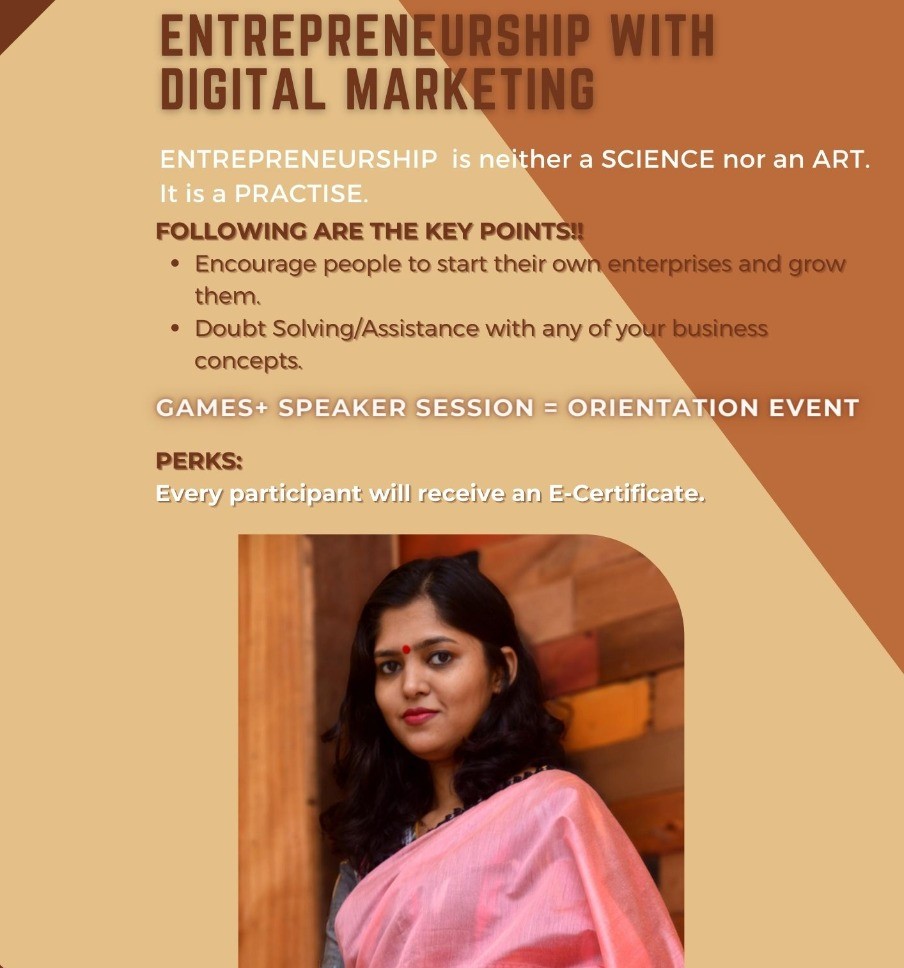 ENTREPRENEURSHIP WITH
DIGITAL MARKETING
ENTREPRENEURSHIP is neither a SCIENCE nor an ART.
It is a PRACTISE.
FOLLOWING ARE THE KEY POINTS!!
• Encourage people to start their own enterprises and grow
them.
• Doubt Solving/Assistance with any of your business
concepts.
GAMES+ SPEAKER SESSION = ORIENTATION EVENT
PERKS:
Every participant will receive an E-Certificate.